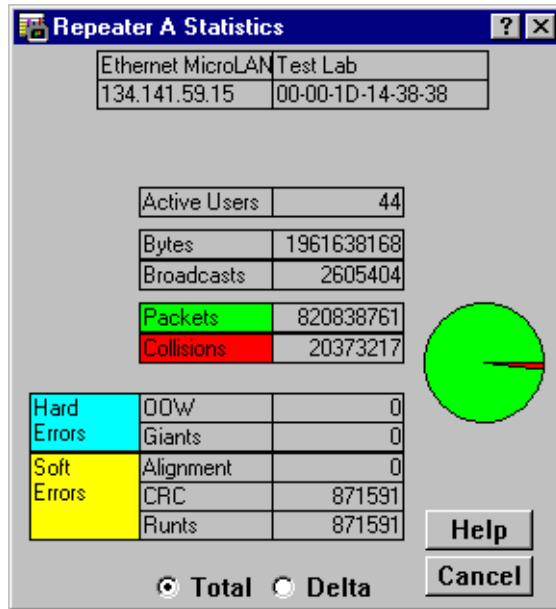 Repeater A Statistics
Ethernet MicroLAN Test Lab
134.141.59.15 00-00-1D-14-38-38
Active Users 44
Bytes 1961638168
Broadcasts 2605404
Packets 820838761
Collisions 20373217
Hard Errors OOW 0
Giants 0
Soft Errors Alignment 0
CRC 871591
Runts 871591
Help
Total Delta Cancel